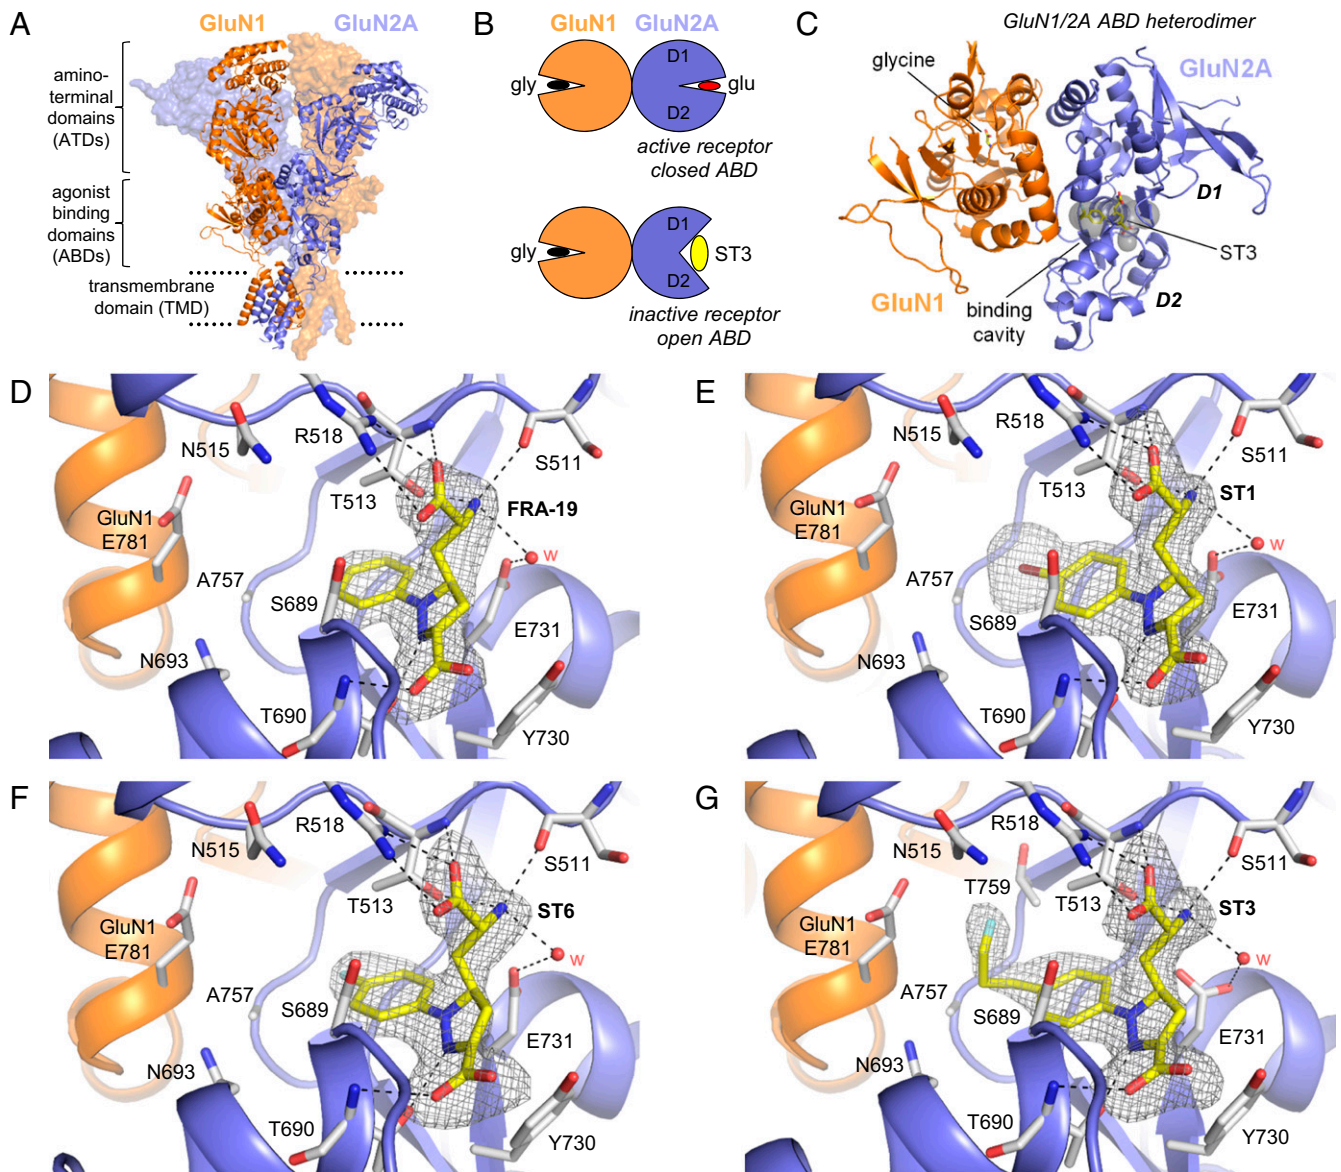 A
GluN1 GluN2A
amino-
terminal
domains
(ATDs)
agonist
binding
domains
(ABDs)
transmembrane
domain (TMD)
B
GluN1 GluN2A
D1
gly
glu
D2
active receptor
closed ABD
D1
gly
ST3
D2
inactive receptor
open ABD
C
GluN1/2A ABD heterodimer
glycine
GluN2A
D1
ST3
GluN1
binding
cavity
D2
D
N515
R518
S511
T513
FRA-19
GluN1
E781
w
A757
S689
E731
N693
T690
Y730
E
N515
R518
S511
T513
ST1
GluN1
E781
w
A757
S689
E731
N693
T690
Y730
F
R518
N515
S511
T513
ST6
GluN1
E781
w
A757
S689
E731
N693
T690
Y730
G
R518
N515
S511
T759
T513
ST3
GluN1
E781
w
A757
S689
E731
N693
T690
Y730